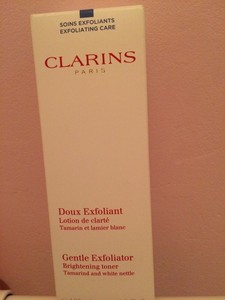 SOINS EXFOLIANTS
EXFOLIATING CARE
CLARINS
PARIS
Doux Exfoliant
Lotion de clarté
Tamarin et lamier blanc
Gentle Exfoliator
Brightening toner
Tamarind and white nettle